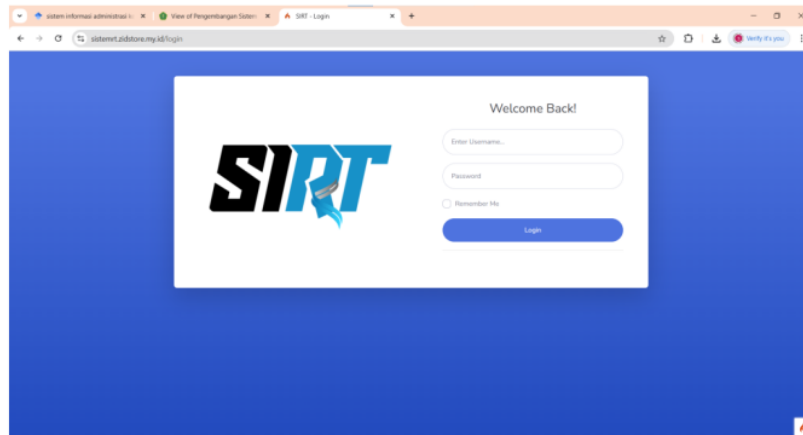 sistem informasi administrasi
View of Pengembangan Sistem
SIRT - Login
sistemrt.zidstore.my.id/login
Verify it's you
Welcome Back!
SIRT
Enter Username...
Password
Remember Me
Login